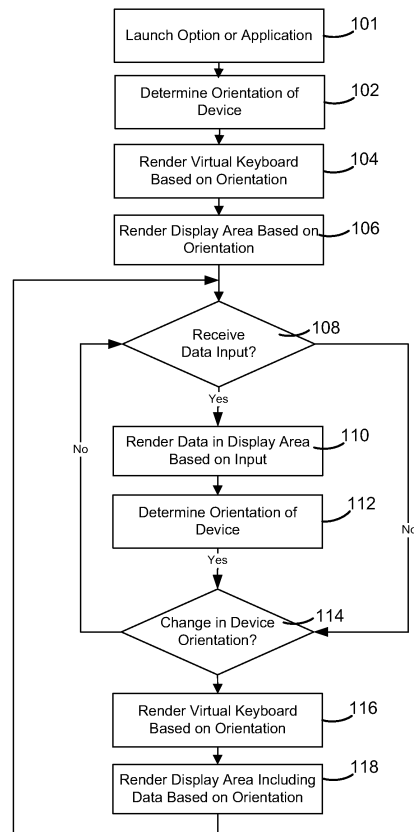 Launch Option or Application
101
Determine Orientation of
Device
102
Render Virtual Keyboard
Based on Orientation
104
Render Display Area Based on
Orientation
106
Receive
Data Input?
108
Yes
No
Render Data in Display Area
Based on Input
110
Determine Orientation of
Device
112
No
Yes
Change in Device
Orientation?
114
Render Virtual Keyboard
Based on Orientation
116
Render Display Area Including
Data Based on Orientation
118